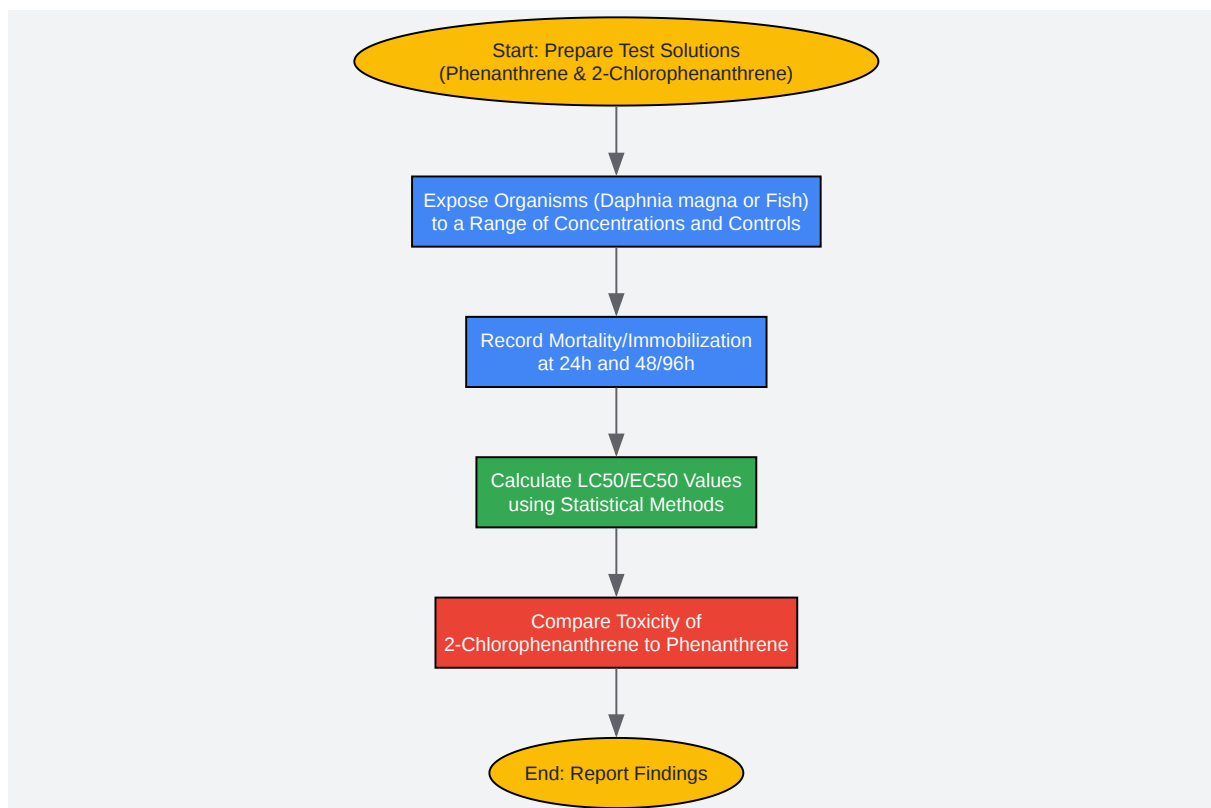 Start: Prepare Test Solutions
(Phenanthrene & 2-Chlorophenanthrene)
Expose Organisms (Daphnia magna or Fish)
to a Range of Concentrations and Controls
Record Mortality/Immobilization
at 24h and 48/96h
Calculate LC50/EC50 Values
using Statistical Methods
Compare Toxicity of
2-Chlorophenanthrene to Phenanthrene
End: Report Findings